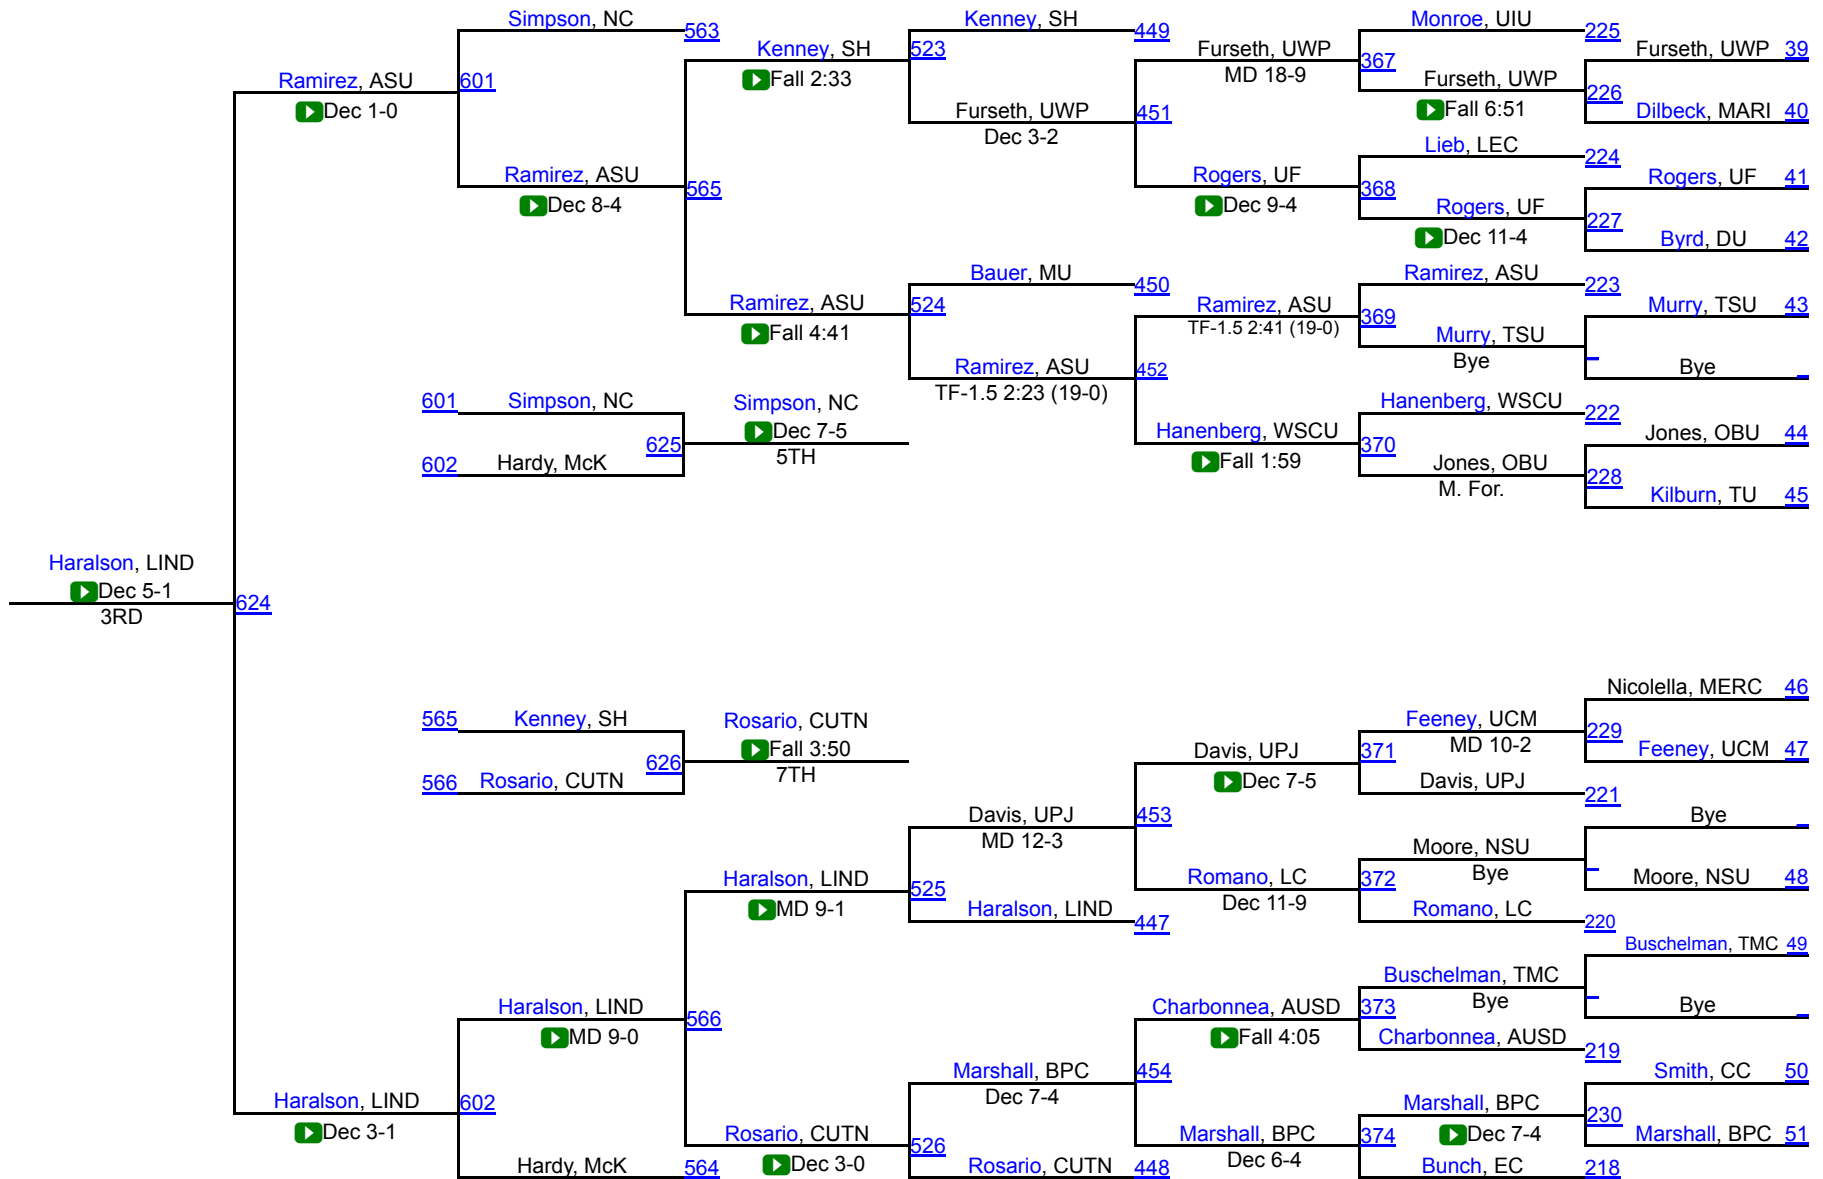 Simpson, NC
563
Kenney, SH
449
Monroe, UIU
225
Kenney, SH
523
Furseth, UWP
MD 18-9
367
Furseth, UWP 39
Fall 2:33
Furseth, UWP
Fall 6:51
226
Ramirez, ASU
601
Dec 1-0
Furseth, UWP
Dec 3-2
451
Dilbeck, MARI 40
Lieb, LEC
224
Ramirez, ASU
565
Dec 8-4
Rogers, UF
368
Dec 9-4
Rogers, UF 41
Rogers, UF
227
Dec 11-4
Byrd, DU 42
Bauer, MU
450
Ramirez, ASU
223
Ramirez, ASU
524
Fall 4:41
Ramirez, ASU
TF-1.5 2:41 (19-0)
369
Murry, TSU 43
Murry, TSU
Bye
_
Ramirez, ASU
TF-1.5 2:23 (19-0)
452
Bye _
601 Simpson, NC
Simpson, NC
Dec 7-5
5TH
625
602 Hardy, McK
Hanenberg, WSCU
222
Hanenberg, WSCU
370
Fall 1:59
Jones, OBU 44
Jones, OBU
M. For.
228
Kilburn, TU 45
Haralson, LIND
Dec 5-1
3RD
624
Nicolella, MERC 46
565 Kenney, SH
Rosario, CUTN
Fall 3:50
7TH
626
566 Rosario, CUTN
Feeney, UCM
MD 10-2
229
Feeney, UCM 47
Davis, UPJ
371
Dec 7-5
Davis, UPJ
221
Davis, UPJ
MD 12-3
453
Bye _
Moore, NSU
Bye
_
Moore, NSU 48
Haralson, LIND
525
MD 9-1
Romano, LC
372
Dec 11-9
Haralson, LIND
447
Romano, LC
220
Buschelman, TMC 49
Buschelman, TMC
Bye
_
Haralson, LIND
566
MD 9-0
Charbonnea, AUSD
373
Fall 4:05
Bye _
Charbonnea, AUSD
219
Marshall, BPC
Dec 7-4
454
Smith, CC 50
Haralson, LIND
602
Dec 3-1
Marshall, BPC
230
Dec 7-4
Rosario, CUTN
526
Dec 3-0
Marshall, BPC
374
Dec 6-4
Marshall, BPC 51
Hardy, McK
564
Rosario, CUTN
448
Bunch, EC
218